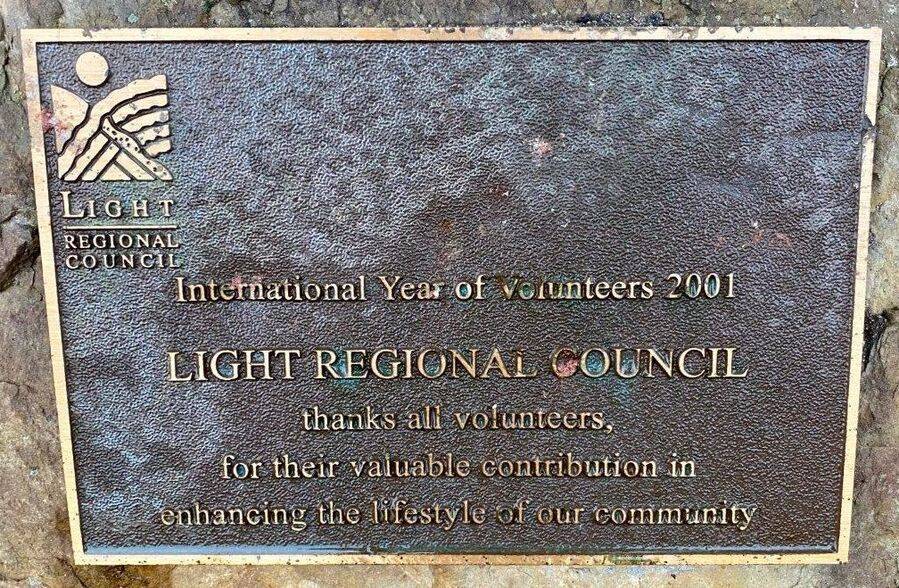 LIGHT
REGIONAL
COUNCIL
International Year of Volunteers 2001
LIGHT REGIONAL COUNCIL
thanks all volunteers,
for their valuable contribution in
enhancing the lifestyle of our community